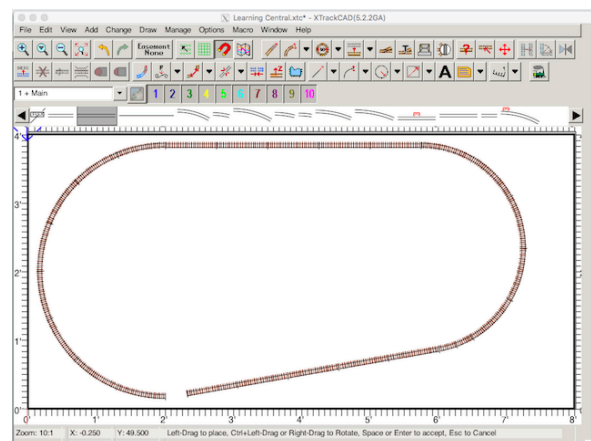 Learning Central.xtc* - XTrackCAD(5.2.2GA)
File Edit View Add Change Draw Manage Options Macro Window Help
Easement
None
A
1 + Main 1 2 3 4 5 6 7 8 9 10
4'
3'
2'
1'
0'
0' 1' 2' 3' 4' 5' 6' 7' 8'
Zoom: 10:1 X: -0.250 Y: 49.500 Left-Drag to place, Ctrl+Left-Drag or Right-Drag to Rotate, Space or Enter to accept, Esc to Cancel